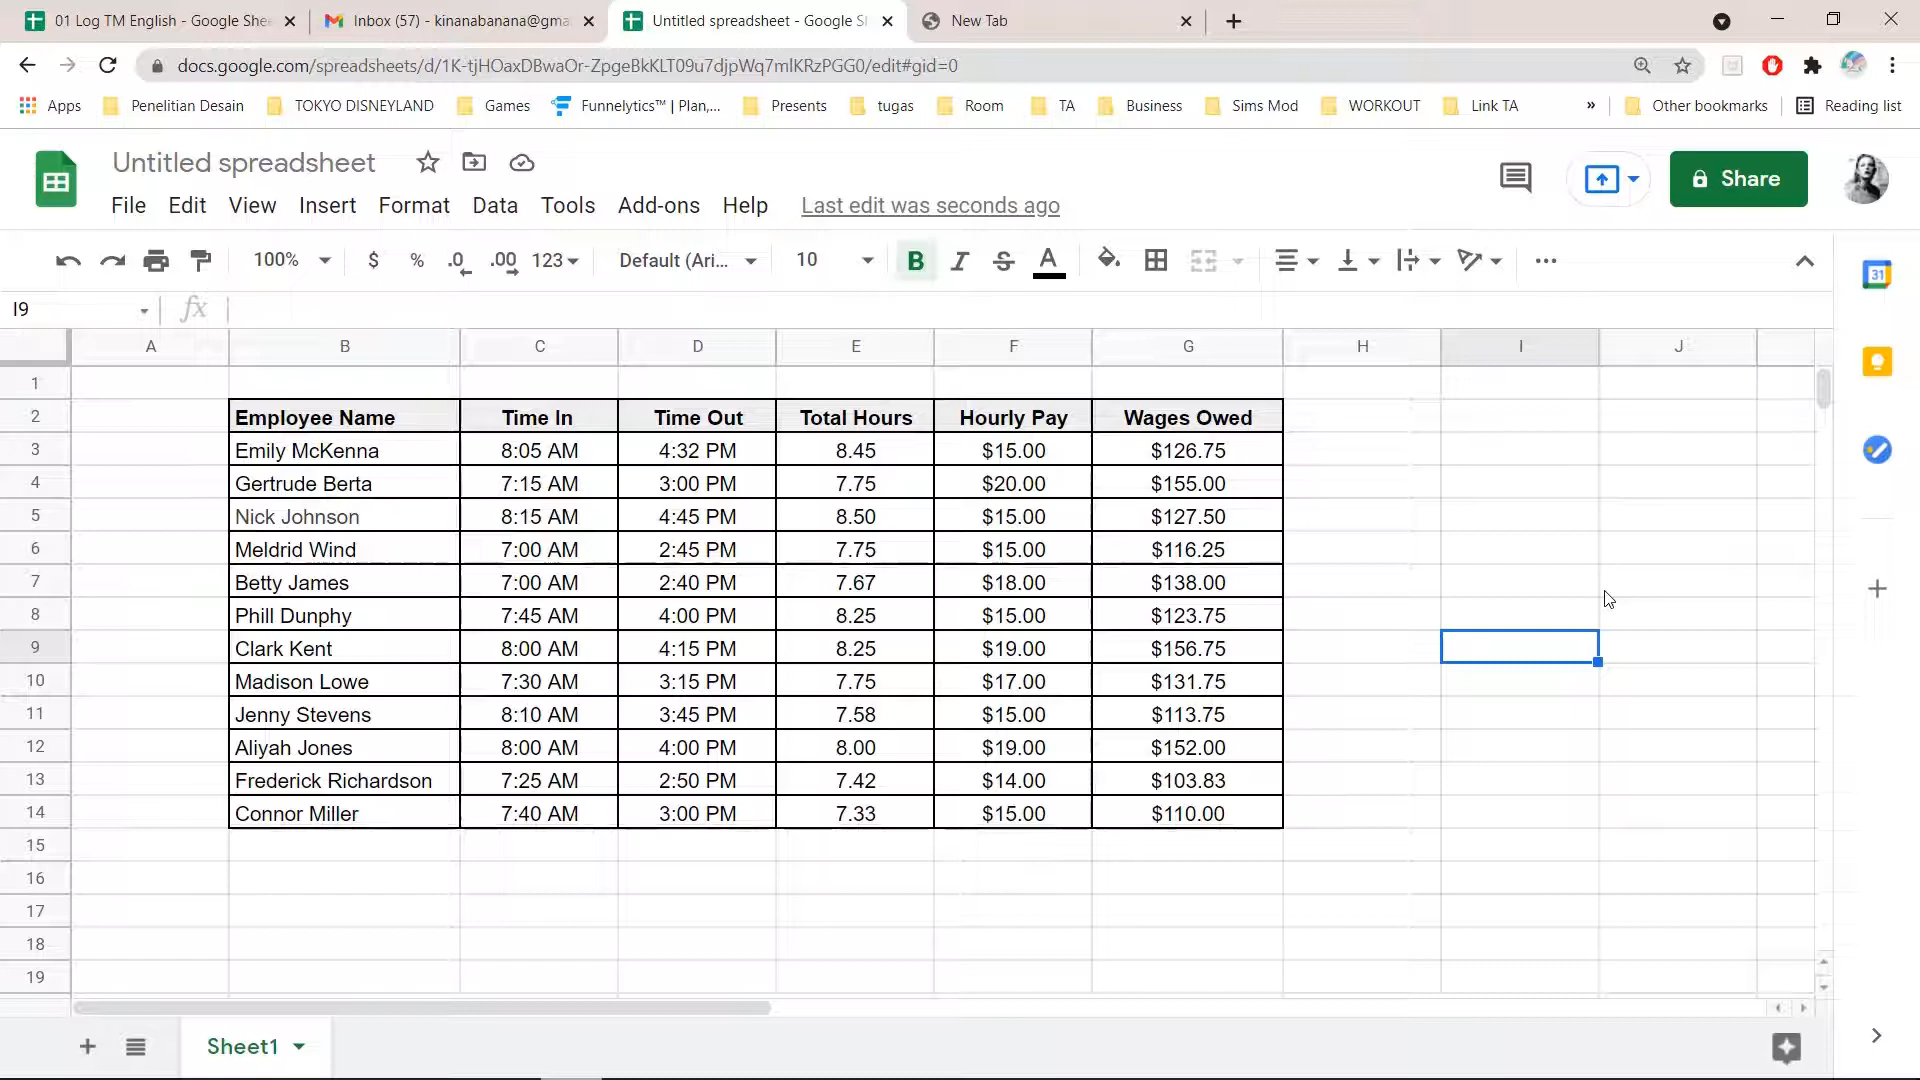 01 Log TM English - Google Shee
Inbox (57) - kinanabanana@gma
Untitled spreadsheet - Google Sh
New Tab
docs.google.com/spreadsheets/d/1K-tjHOaxDBwaOr-ZpgeBkKLT09u7djpWq7mlKRzPGG0/edit#gid=0
Apps Penelitian Desain TOKYO DISNEYLAND Games Funnelytics™ | Plan,... Presents tugas Room TA Business Sims Mod WORKOUT Link TA » Other bookmarks Reading list
Untitled spreadsheet
Share
File Edit View Insert Format Data Tools Add-ons Help Last edit was seconds ago
100% $ % .0 .00 123 Default (Ari... 10 B I S A
31
I9 fx
A B C D E F G H I J
1
2 Employee Name Time In Time Out Total Hours Hourly Pay Wages Owed
3 Emily McKenna 8:05 AM 4:32 PM 8.45 $15.00 $126.75
4 Gertrude Berta 7:15 AM 3:00 PM 7.75 $20.00 $155.00
5 Nick Johnson 8:15 AM 4:45 PM 8.50 $15.00 $127.50
6 Meldrid Wind 7:00 AM 2:45 PM 7.75 $15.00 $116.25
7 Betty James 7:00 AM 2:40 PM 7.67 $18.00 $138.00
8 Phill Dunphy 7:45 AM 4:00 PM 8.25 $15.00 $123.75
9 Clark Kent 8:00 AM 4:15 PM 8.25 $19.00 $156.75
10 Madison Lowe 7:30 AM 3:15 PM 7.75 $17.00 $131.75
11 Jenny Stevens 8:10 AM 3:45 PM 7.58 $15.00 $113.75
12 Aliyah Jones 8:00 AM 4:00 PM 8.00 $19.00 $152.00
13 Frederick Richardson 7:25 AM 2:50 PM 7.42 $14.00 $103.83
14 Connor Miller 7:40 AM 3:00 PM 7.33 $15.00 $110.00
15
16
17
18
19
Sheet1